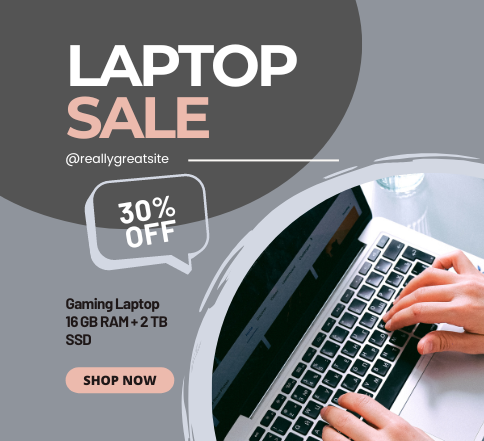 LAPTOP
SALE
@reallygreatsite
30%
OFF
Gaming Laptop
16 GB RAM + 2 TB
SSD
SHOP NOW